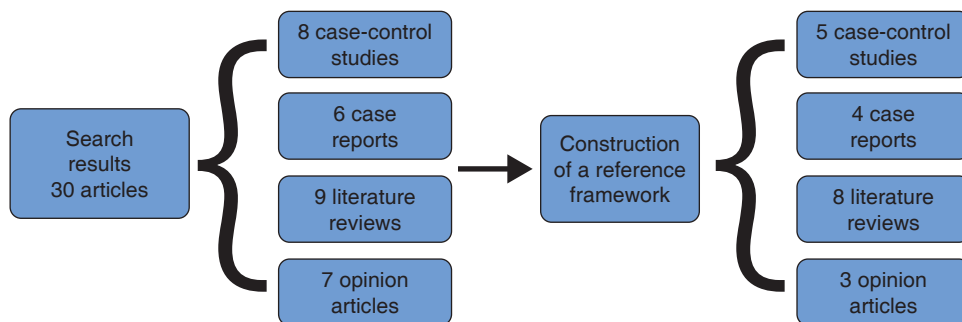 Search
results
30 articles
8 case-control
studies
6 case
reports
9 literature
reviews
7 opinion
articles
Construction
of a reference
framework
5 case-control
studies
4 case
reports
8 literature
reviews
3 opinion
articles